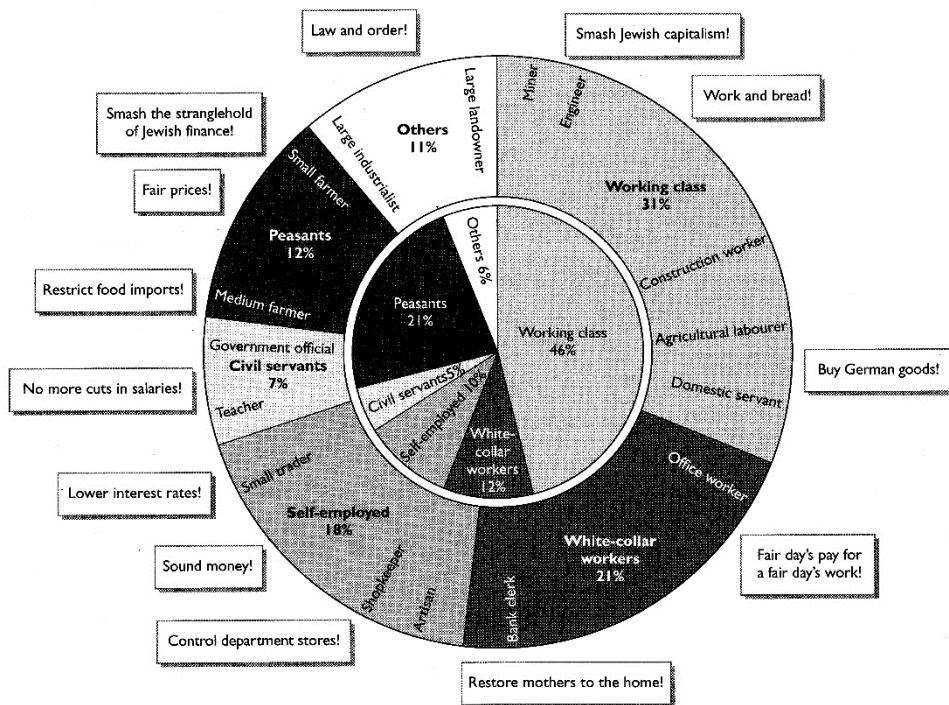 Law and order!
Smash Jewish capitalism!
Work and bread!
Smash the stranglehold
of Jewish finance!
Fair prices!
Restrict food imports!
No more cuts in salaries!
Lower interest rates!
Sound money!
Control department stores!
Restore mothers to the home!
Fair day's pay for
a fair day's work!
Buy German goods!
Miner
Engineer
Working class
31%
Construction worker
Agricultural labourer
Domestic servant
Office worker
White-collar
workers
21%
Bank clerk
Artisan
Shopkeeper
Self-employed
18%
Small trader
Teacher
Government official
Civil servants
7%
Medium farmer
Peasants
12%
Small farmer
Large industrialist
Others
11%
Large landowner
Working class
46%
White-
collar
workers
12%
Self-employed 10%
Civil servants 5%
Peasants
21%
Others 6%